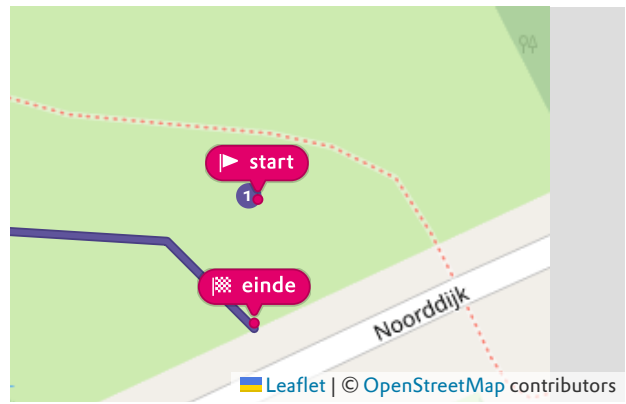 start
1
einde
Noorddijk
Leaflet | © OpenStreetMap contributors